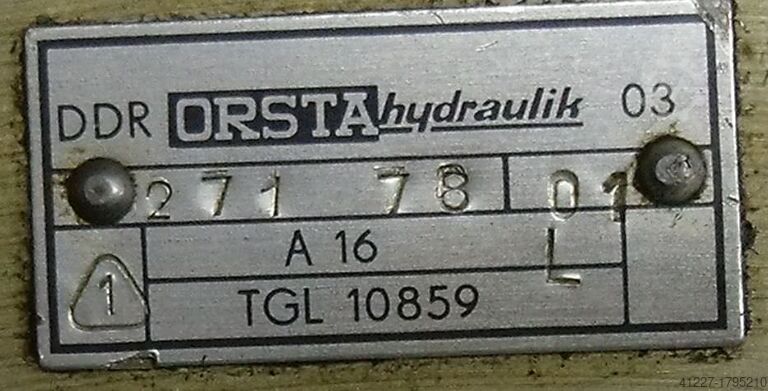 DDR ORSTA hydraulik 03
271 78 01
A 16 L
1 TGL 10859
41227-1795210